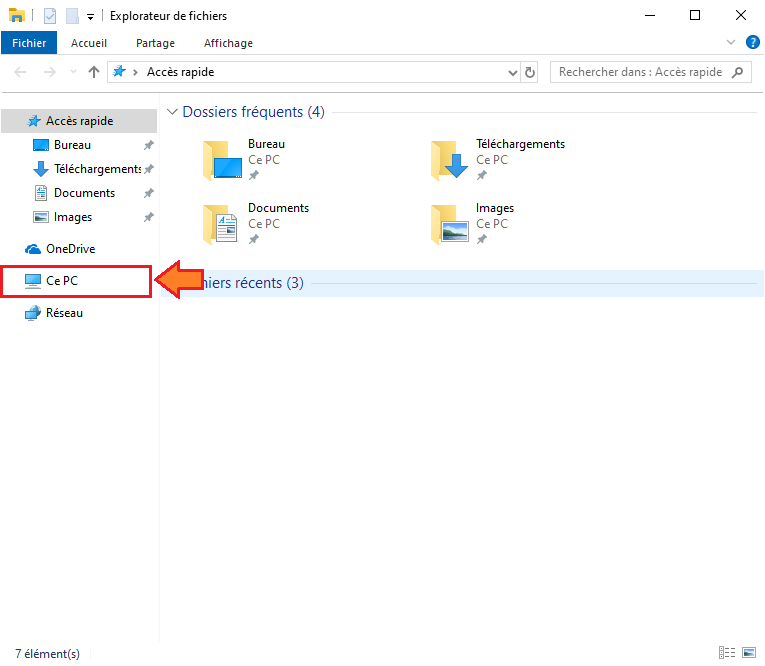 Explorateur de fichiers
Fichier Accueil Partage Affichage
Accès rapide
Rechercher dans : Accès rapide
Accès rapide
Bureau
Téléchargements
Documents
Images
OneDrive
Ce PC
Réseau
Dossiers fréquents (4)
Bureau
Ce PC
Téléchargements
Ce PC
Documents
Ce PC
Images
Ce PC
hiers récents (3)
7 élément(s)